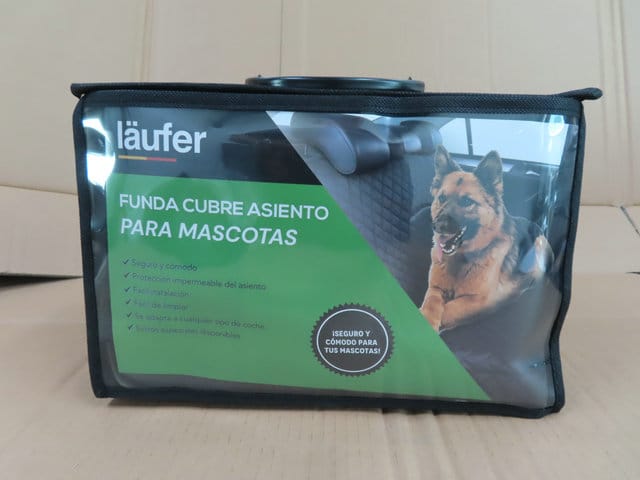 läufer
FUNDA CUBRE ASIENTO
PARA MASCOTAS
✓ Seguro y cómodo
✓ Protección impermeable del asiento
✓ Fácil instalación
✓ Fácil de limpiar
✓ Se adapta a cualquier tipo de coche
disponibles
¡SEGURO Y
CÓMODO PARA
TUS MASCOTAS!